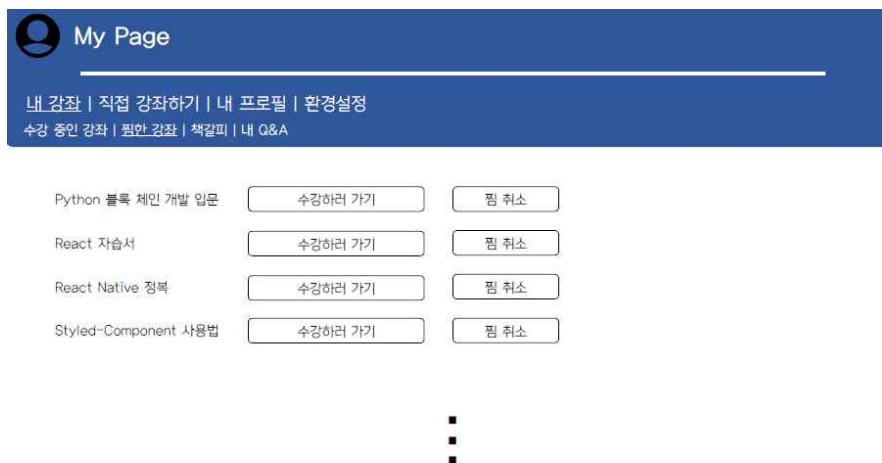 My Page
내 강좌 | 직접 강좌하기 | 내 프로필 | 환경설정
수강 중인 강좌 | 찜한 강좌 | 책갈피 | 내 Q&A
Python 블록 체인 개발 입문 수강하러 가기 찜 취소
React 자습서 수강하러 가기 찜 취소
React Native 정복 수강하러 가기 찜 취소
Styled-Component 사용법 수강하러 가기 찜 취소